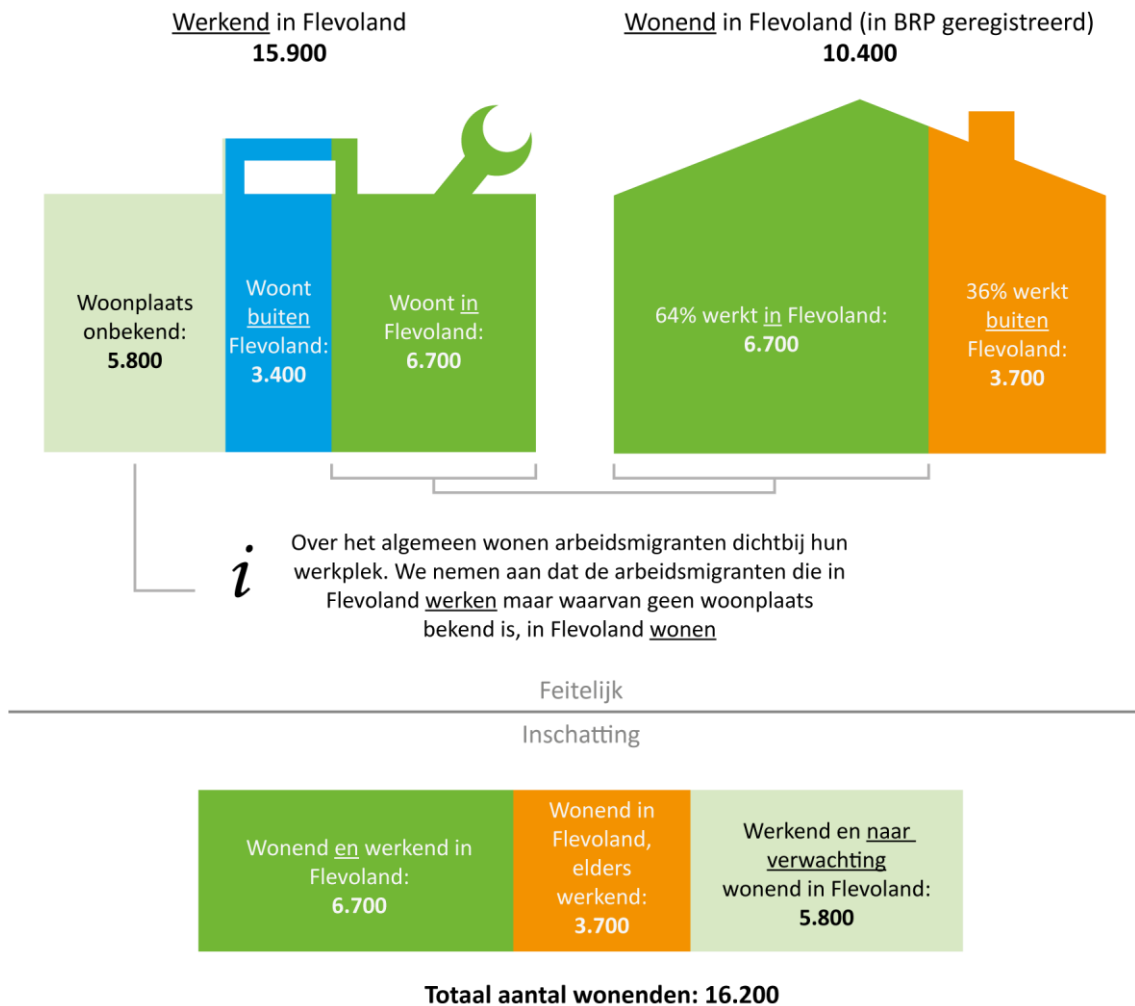 Werkend in Flevoland
15.900
Wonend in Flevoland (in BRP geregistreerd)
10.400
Woonplaats
onbekend:
5.800
Woont
buiten
Flevoland:
3.400
Woont in
Flevoland:
6.700
64% werkt in Flevoland:
6.700
36% werkt
buiten
Flevoland:
3.700
i
Over het algemeen wonen arbeidsmigranten dichtbij hun
werkplek. We nemen aan dat de arbeidsmigranten die in
Flevoland werken maar waarvan geen woonplaats
bekend is, in Flevoland wonen
Feitelijk
Inschatting
Wonend en werkend in
Flevoland:
6.700
Wonend in
Flevoland,
elders
werkend:
3.700
Werkend en naar
verwachting
wonend in Flevoland:
5.800
Totaal aantal wonenden: 16.200